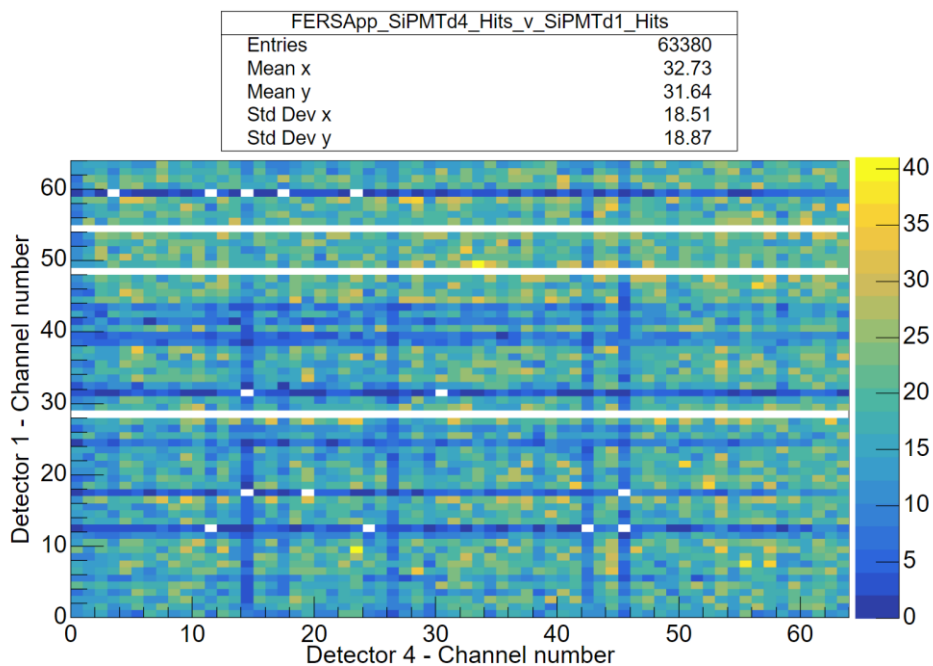 FERSApp_SiPMTd4_Hits_v_SiPMTd1_Hits
Entries 63380
Mean x 32.73
Mean y 31.64
Std Dev x 18.51
Std Dev y 18.87
60
50
40
30
20
10
0
Detector 1 - Channel number
0 10 20 30 40 50 60
Detector 4 - Channel number
40
35
30
25
20
15
10
5
0